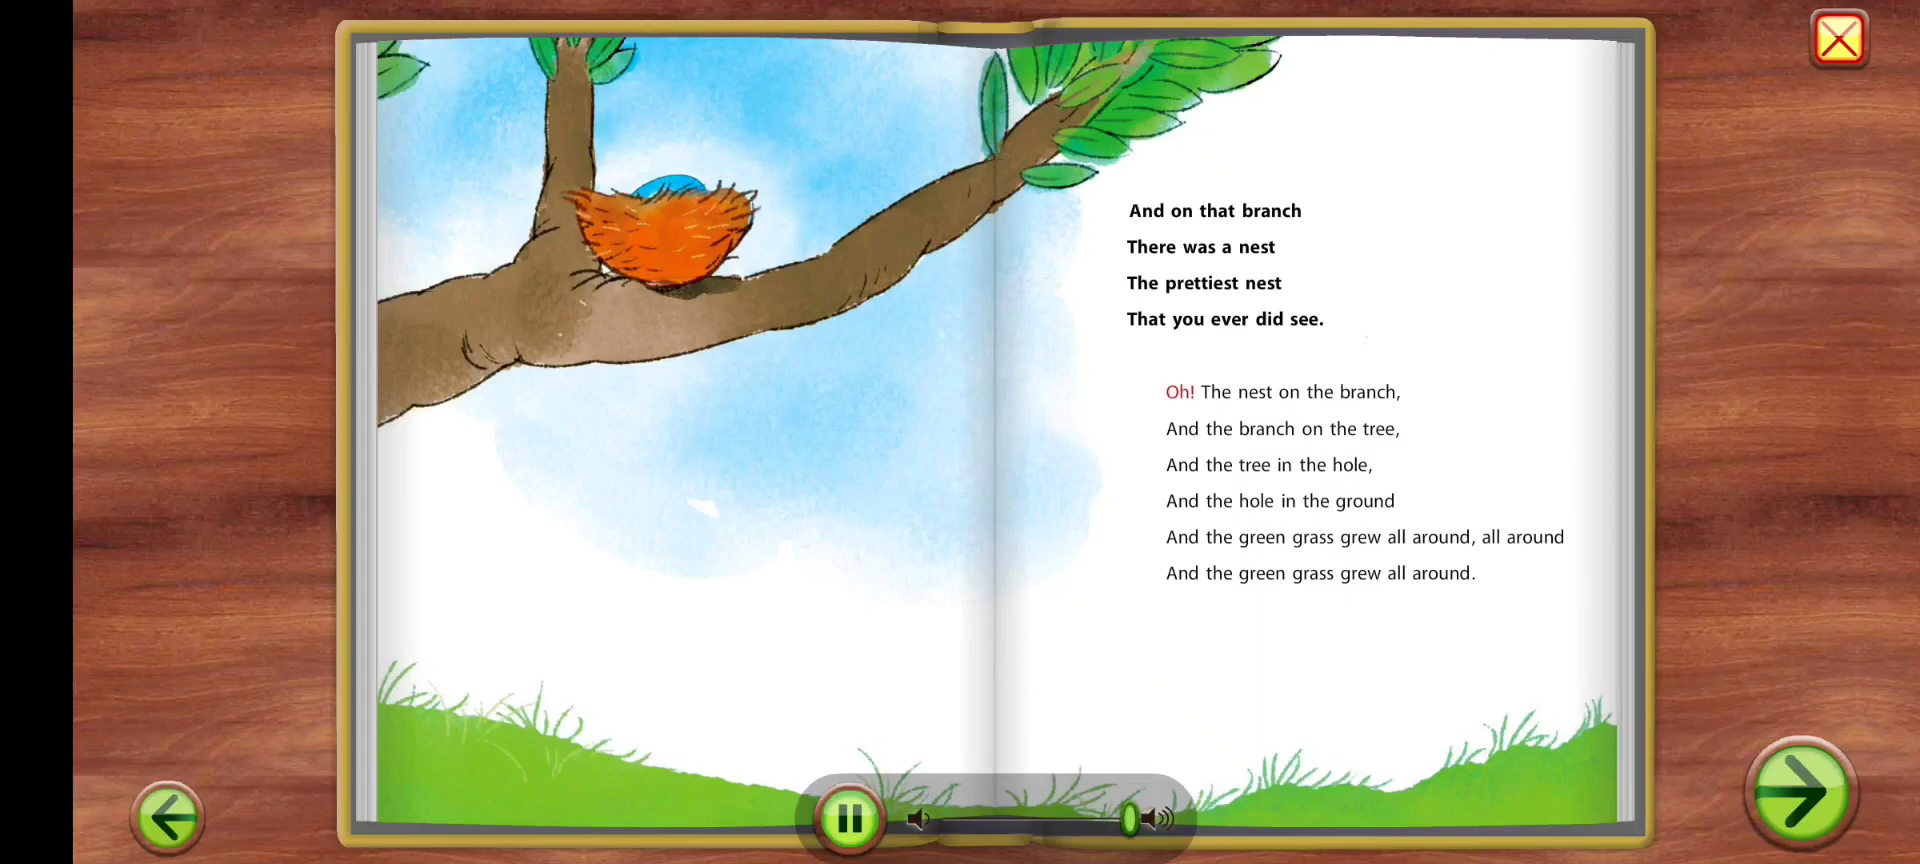 And on that branch
There was a nest
The prettiest nest
That you ever did see.
Oh! The nest on the branch,
And the branch on the tree,
And the tree in the hole,
And the hole in the ground
And the green grass grew all around, all around
And the green grass grew all around.